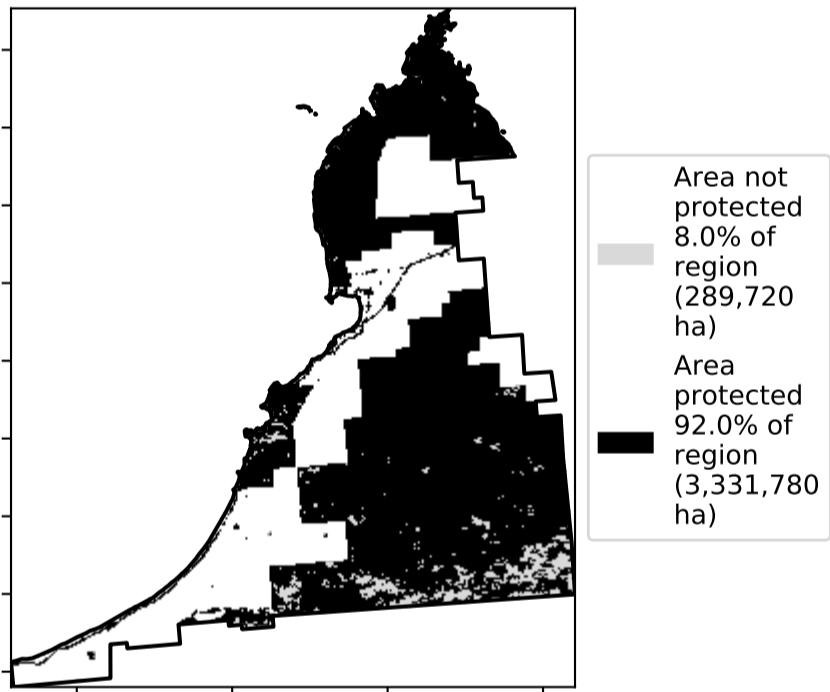 Area not
protected
8.0% of
region
(289,720
ha)
Area
protected
92.0% of
region
(3,331,780
ha)